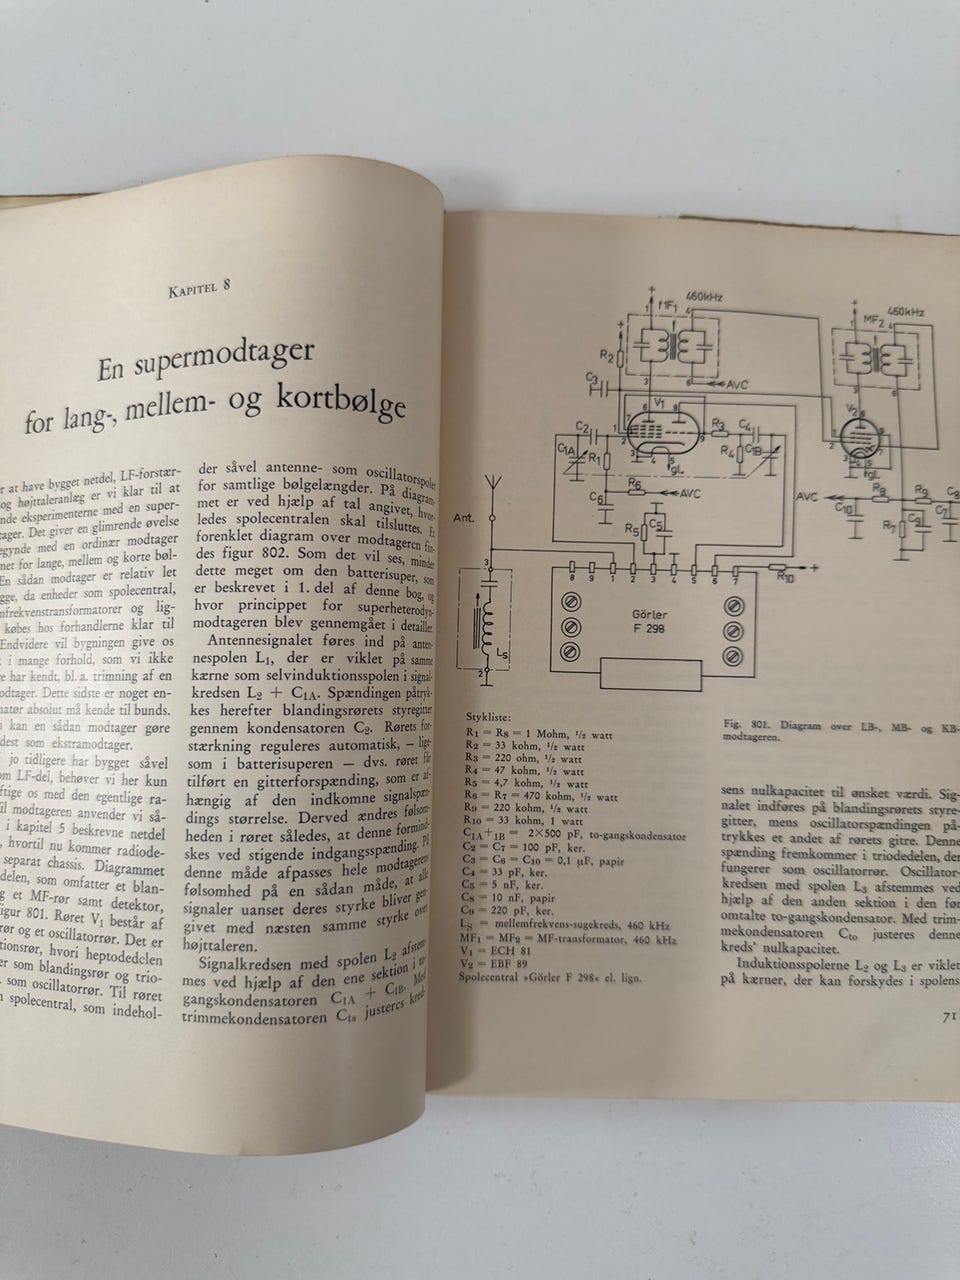 KAPITEL 8
En supermodtager
for lang-, mellem- og kortbølge
r at have bygget netdel, LF-forstær-
og højttaleranlæg er vi klar til at
nde eksperimenterne med en super-
tager. Det giver en glimrende øvelse
egynde med en ordinær modtager
net for lange, mellem og korte bøl-
En sådan modtager er relativ let
gge, da enheder som spolecentral,
nfrekvenstransformatorer og lig-
købes hos forhandlerne klar til
Endvidere vil bygningen give os
i mange forhold, som vi ikke
e har kendt, bl. a. trimning af en
odtager. Dette sidste er noget en-
natør absolut må kende til bunds.
kan en sådan modtager gøre
dest som ekstramodtager.
jo tidligere har bygget såvel
om LF-del, behøver vi her kun
ftige os med den egentlige ra-
il modtageren anvender vi så-
i kapitel 5 beskrevne netdel
, hvortil nu kommer radiode-
separat chassis. Diagrammet
delen, som omfatter et blan-
g et MF-rør samt detektor,
igur 801. Røret V1 består af
rør og et oscillatorrør. Det er
tionsrør, hvori heptodedelen
er som blandingsrør og trio-
som oscillatorrør. Til røret
n spolecentral, som indehol-
der såvel antenne- som oscillatorspoler
for samtlige bølgelængder. På diagram-
met er ved hjælp af tal angivet, hvor-
ledes spolecentralen skal tilsluttes. Et
forenklet diagram over modtageren fin-
des figur 802. Som det vil ses, minder
dette meget om den batterisuper, som
er beskrevet i 1. del af denne bog, og
hvor princippet for superheterodyn-
modtageren blev gennemgået i detailler.
Antennesignalet føres ind på anten-
nespolen L1, der er viklet på samme
kærne som selvinduktionsspolen i signal-
kredsen L2 + C1A. Spændingen påtryk-
kes herefter blandingsrørets styregitter
gennem kondensatoren C2. Rørets for-
stærkning reguleres automatisk, — lige-
som i batterisuperen — dvs. røret får
tilført en gitterforspænding, som er af-
hængig af den indkomne signalspæn-
dings størrelse. Derved ændres følsom-
heden i røret således, at denne formind-
skes ved stigende indgangsspænding. På
denne måde afpasses hele modtagerens
følsomhed på en sådan måde, at alle
signaler uanset deres styrke bliver gen-
givet med næsten samme styrke over
højttaleren.
Signalkredsen med spolen L2 afstem-
mes ved hjælp af den ene sektion i to-
gangskondensatoren C1A + C1B. Med
trimmekondensatoren Cts justeres kred-
460kHz
MF1
1
4
3
6
AVC
R2
C3
C2
V1
R3
C4
C1A
R1
R4
C1B
gl.
C6
R6
AVC
R5
C5
460kHz
MF2
V2
gl.
AVC
R8
R9
C8
C10
R7
C9
C7
Ant.
3
L5
2
8 9 1 2 3 4 5 6 7
R10
+
Görler
F 298
Stykliste:
R1 = R8 = 1 Mohm, 1/2 watt
R2 = 33 kohm, 1/2 watt
R3 = 220 ohm, 1/2 watt
R4 = 47 kohm, 1/2 watt
R5 = 4,7 kohm, 1/2 watt
R6 = R7 = 470 kohm, 1/2 watt
R9 = 220 kohm, 1/2 watt
R10 = 33 kohm, 1 watt
C1A+1B = 2×500 pF, to-gangskondensator
C2 = C7 = 100 pF, ker.
C3 = C6 = C10 = 0,1 µF, papir
C4 = 33 pF, ker.
C5 = 5 nF, ker.
C8 = 10 nF, papir
C9 = 220 pF, ker.
L5 = mellemfrekvens-sugekreds, 460 kHz
MF1 = MF2 = MF-transformator, 460 kHz
V1 = ECH 81
V2 = EBF 89
Spolecentral »Görler F 298« el. lign.
Fig. 801. Diagram over LB-, MB- og KB-
modtageren.
sens nulkapacitet til ønsket værdi. Sig-
nalet indføres på blandingsrørets styre-
gitter, mens oscillatorspændingen på-
trykkes et andet af rørets gitre. Denne
spænding fremkommer i triodedelen, der
fungerer som oscillatorrør. Oscillator-
kredsen med spolen L3 afstemmes ved
hjælp af den anden sektion i den før
omtalte to-gangskondensator. Med trim-
mekondensatoren Cto justeres denne
kreds' nulkapacitet.
Induktionsspolerne L2 og L3 er viklet
på kærner, der kan forskydes i spolens
71